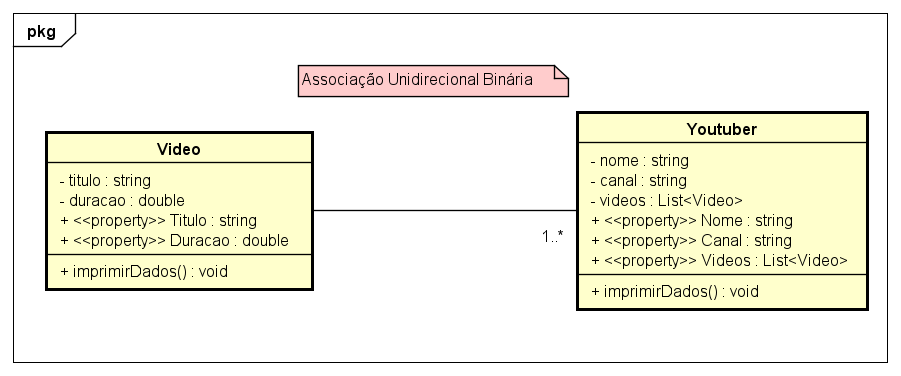 pkg
Associação Unidirecional Binária
Video
- titulo : string
- duracao : double
+ <<property>> Titulo : string
+ <<property>> Duracao : double
+ imprimirDados() : void
1..*
Youtuber
- nome : string
- canal : string
- videos : List<Video>
+ <<property>> Nome : string
+ <<property>> Canal : string
+ <<property>> Videos : List<Video>
+ imprimirDados() : void